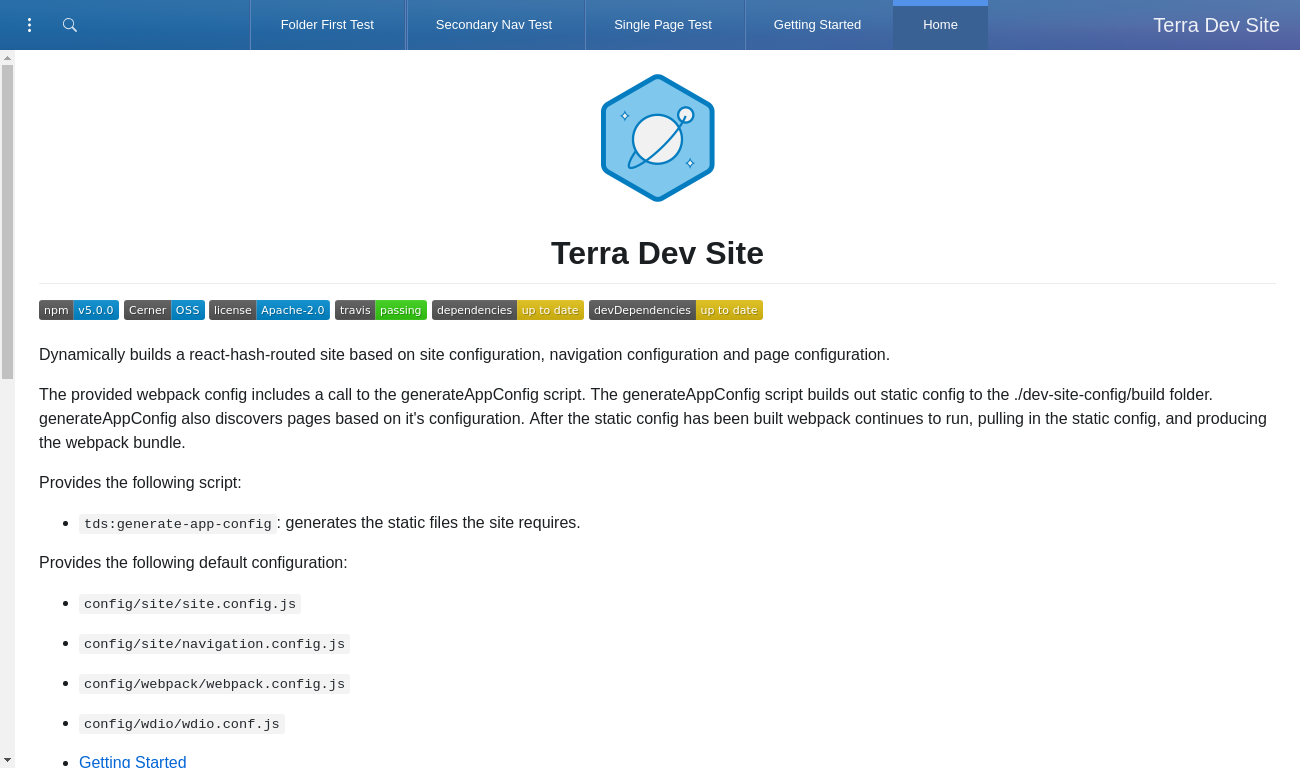 Folder First Test
Secondary Nav Test
Single Page Test
Getting Started
Home
Terra Dev Site
Terra Dev Site
npm v5.0.0 Cerner OSS license Apache-2.0 travis passing dependencies up to date devDependencies up to date
Dynamically builds a react-hash-routed site based on site configuration, navigation configuration and page configuration.
The provided webpack config includes a call to the generateAppConfig script. The generateAppConfig script builds out static config to the ./dev-site-config/build folder.
generateAppConfig also discovers pages based on it's configuration. After the static config has been built webpack continues to run, pulling in the static config, and producing
the webpack bundle.
Provides the following script:
tds:generate-app-config: generates the static files the site requires.
Provides the following default configuration:
config/site/site.config.js
config/site/navigation.config.js
config/webpack/webpack.config.js
config/wdio/wdio.conf.js
Getting Started